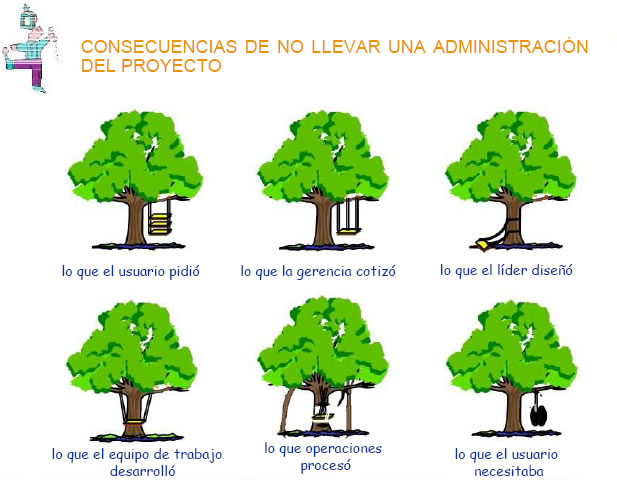 CONSECUENCIAS DE NO LLEVAR UNA ADMINISTRACIÓN
DEL PROYECTO
lo que el usuario pidió
lo que la gerencia cotizó
lo que el líder diseñó
lo que el equipo de trabajo
desarrolló
lo que operaciones
procesó
lo que el usuario
necesitaba